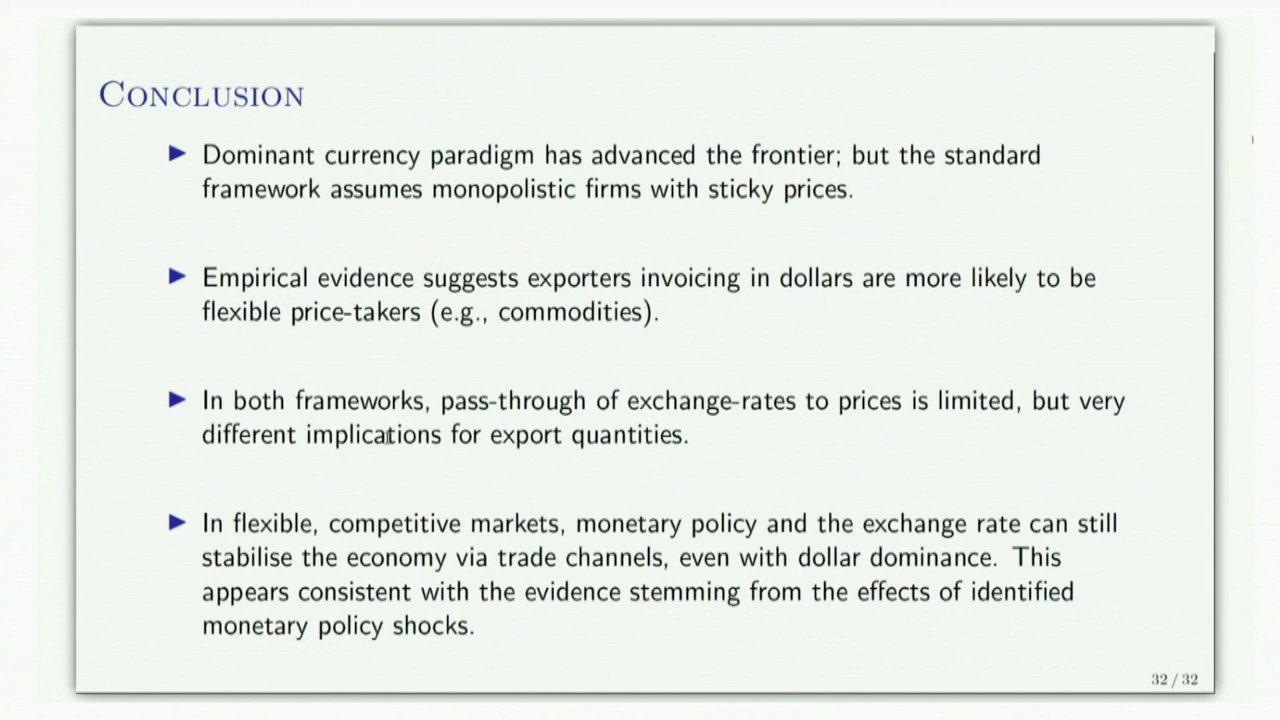 CONCLUSION
▶ Dominant currency paradigm has advanced the frontier; but the standard
framework assumes monopolistic firms with sticky prices.
▶ Empirical evidence suggests exporters invoicing in dollars are more likely to be
flexible price-takers (e.g., commodities).
▶ In both frameworks, pass-through of exchange-rates to prices is limited, but very
different implications for export quantities.
▶ In flexible, competitive markets, monetary policy and the exchange rate can still
stabilise the economy via trade channels, even with dollar dominance. This
appears consistent with the evidence stemming from the effects of identified
monetary policy shocks.
32 / 32